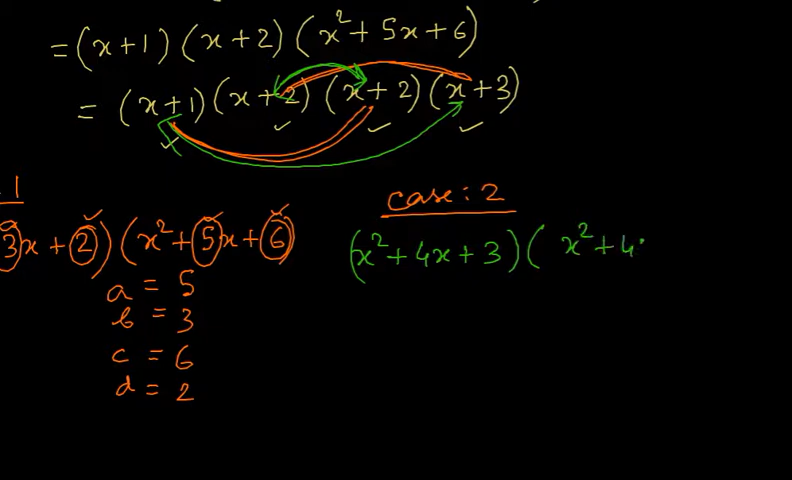 = (x+1) (x+2) (x² + 5x + 6)
= (x+1) (x+2) (x+2) (x+3)
1
3x + 2) (x² + 5x + 6)
a = 5
b = 3
c = 6
d = 2
case : 2
(x² + 4x + 3) ( x² + 4